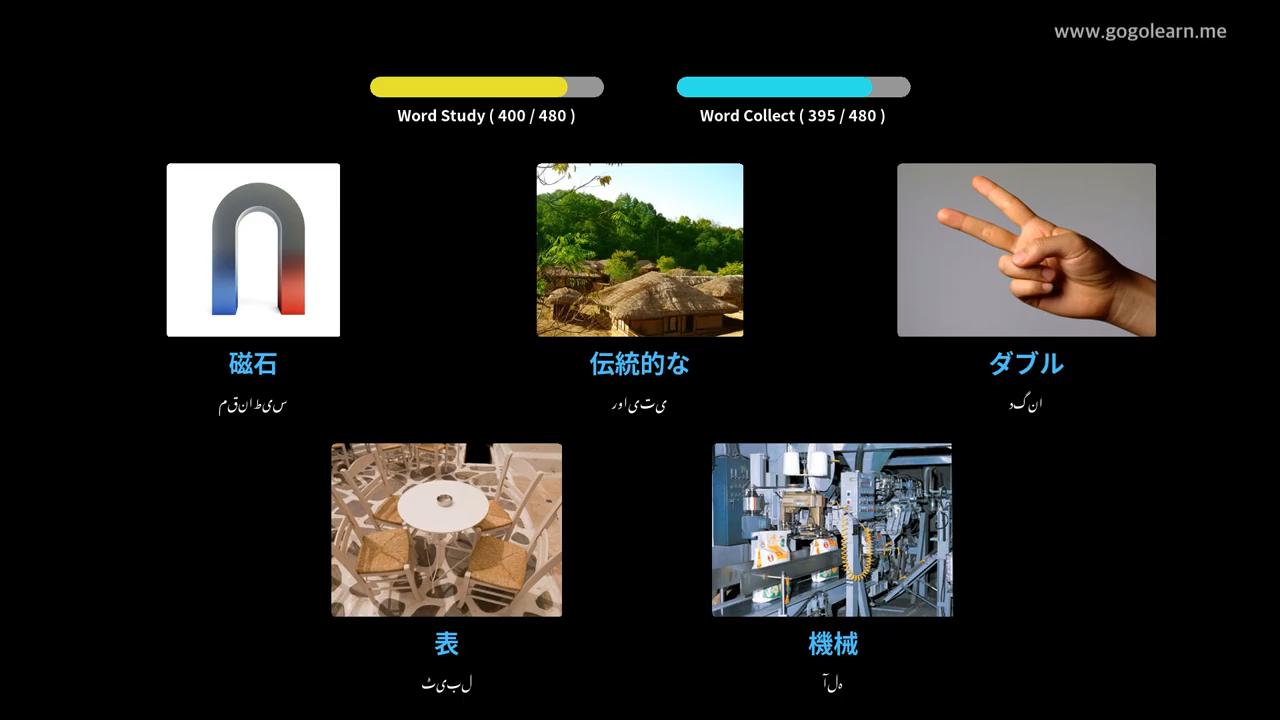 www.gogolearn.me
Word Study ( 400 / 480 )
Word Collect ( 395 / 480 )
磁石
مقناطیس
伝統的な
روایتی
ダブル
دگنا
表
ٹیبل
機械
آلہ